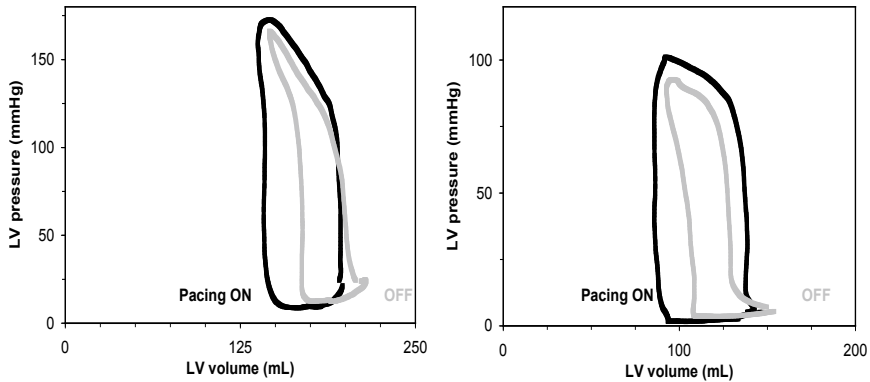 LV pressure (mmHg)
150
100
50
0
Pacing ON
OFF
0
125
250
LV volume (mL)
LV pressure (mmHg)
100
50
0
Pacing ON
OFF
0
100
200
LV volume (mL)